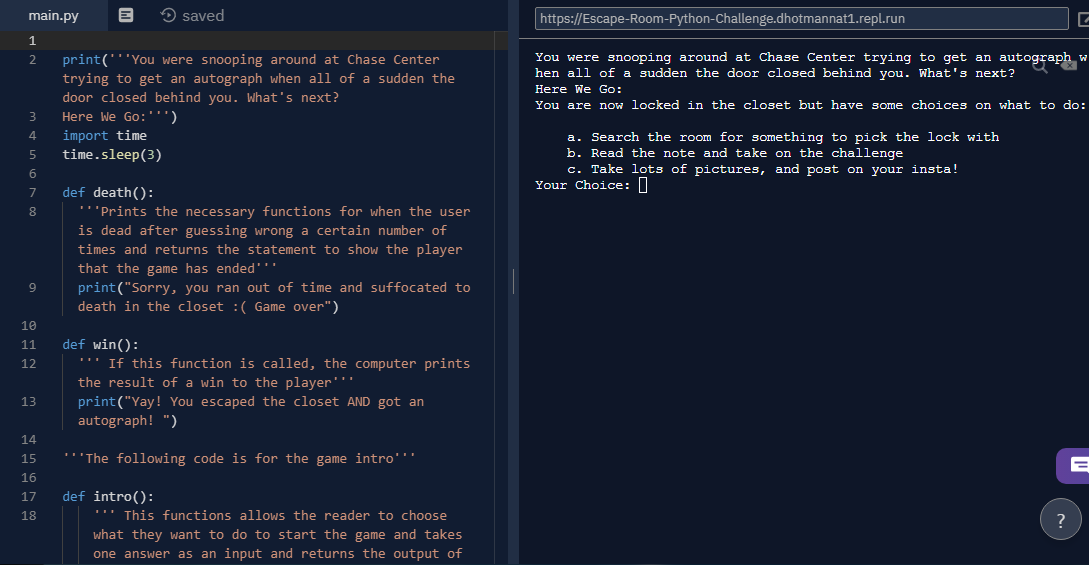 main.py
saved
1
2 print('''You were snooping around at Chase Center
trying to get an autograph when all of a sudden the
door closed behind you. What's next?
3 Here We Go:''')
4 import time
5 time.sleep(3)
6
7 def death():
8 '''Prints the necessary functions for when the user
is dead after guessing wrong a certain number of
times and returns the statement to show the player
that the game has ended'''
9 print("Sorry, you ran out of time and suffocated to
death in the closet :( Game over")
10
11 def win():
12 ''' If this function is called, the computer prints
the result of a win to the player'''
13 print("Yay! You escaped the closet AND got an
autograph! ")
14
15 '''The following code is for the game intro'''
16
17 def intro():
18 ''' This functions allows the reader to choose
what they want to do to start the game and takes
one answer as an input and returns the output of
https://Escape-Room-Python-Challenge.dhotmannat1.repl.run
You were snooping around at Chase Center trying to get an autograph w
hen all of a sudden the door closed behind you. What's next?
Here We Go:
You are now locked in the closet but have some choices on what to do:
a. Search the room for something to pick the lock with
b. Read the note and take on the challenge
c. Take lots of pictures, and post on your insta!
Your Choice:
?